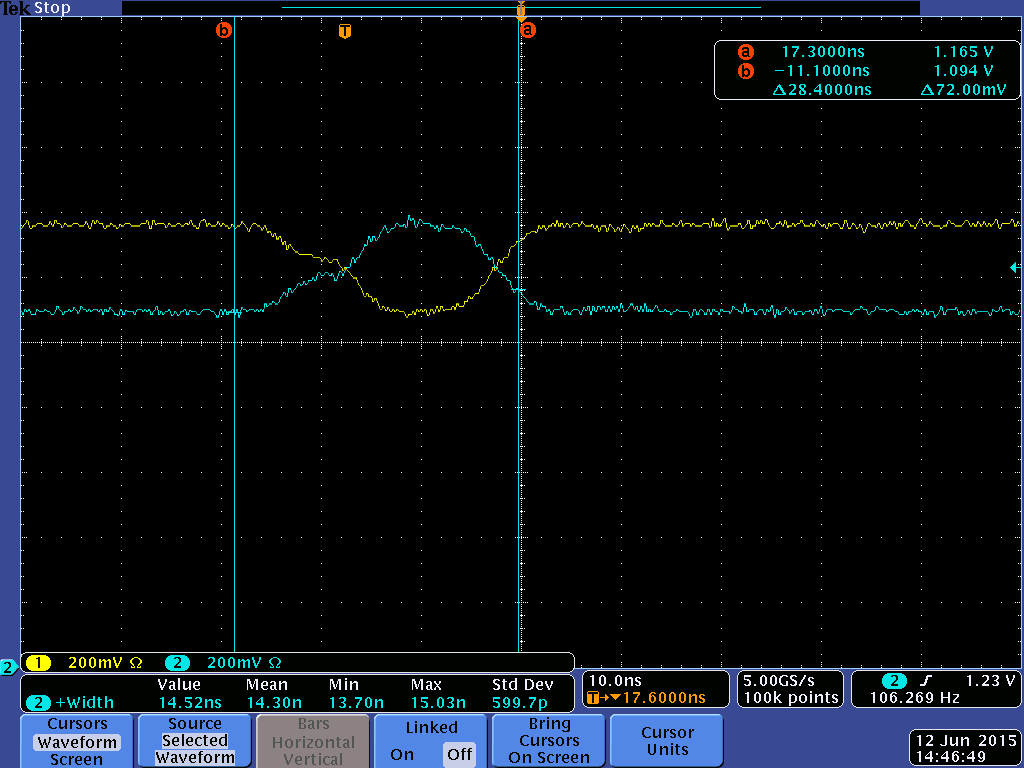 Tek Stop
b T T a
a 17.3000ns 1.165 V
b −11.1000ns 1.094 V
Δ28.4000ns Δ72.00mV
2
1 200mV Ω 2 200mV Ω
Value Mean Min Max Std Dev
2 +Width 14.52ns 14.30n 13.70n 15.03n 599.7p
10.0ns
T→▼17.6000ns
5.00GS/s
100k points
2 ƒ 1.23 V
106.269 Hz
Cursors
Waveform
Screen
Source
Selected
Waveform
Bars
Horizontal
Vertical
Linked
On Off
Bring
Cursors
On Screen
Cursor
Units
12 Jun 2015
14:46:49